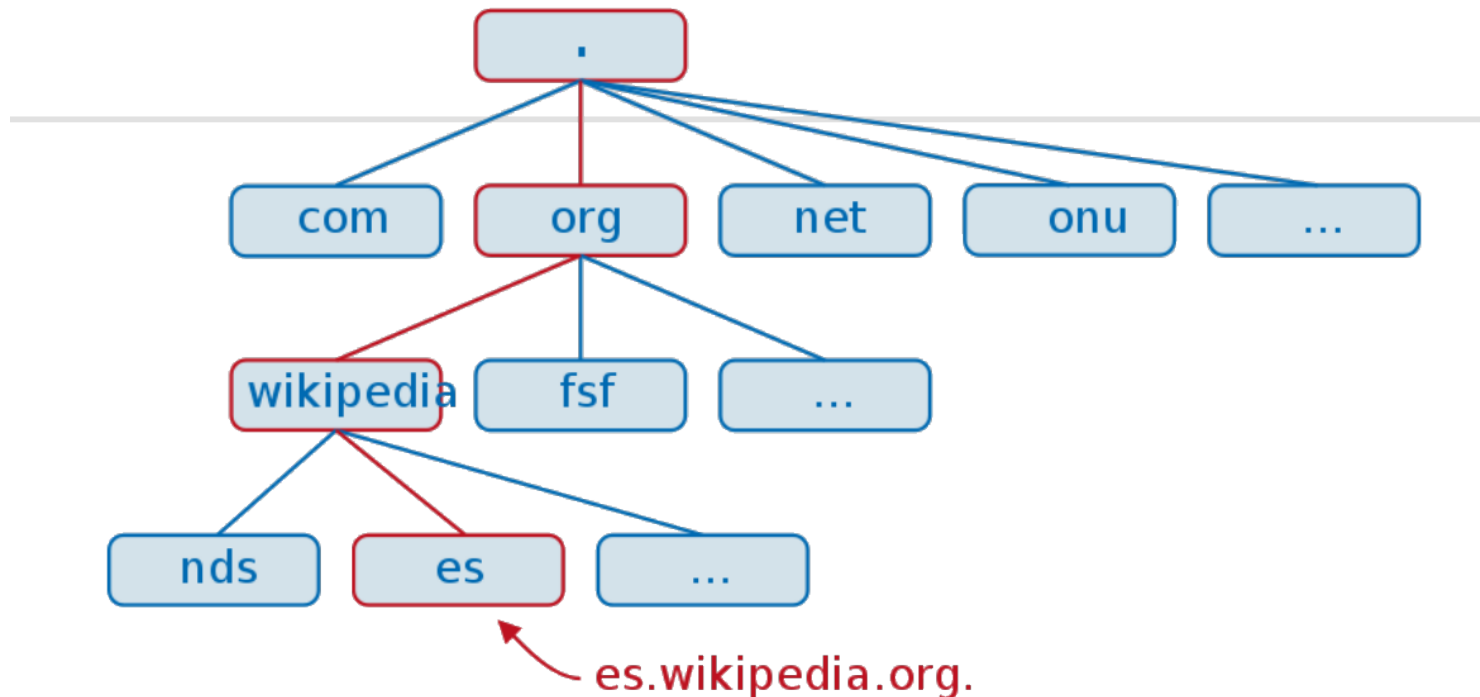 .
com org net onu ...
wikipedia fsf ...
nds es ...
es.wikipedia.org.